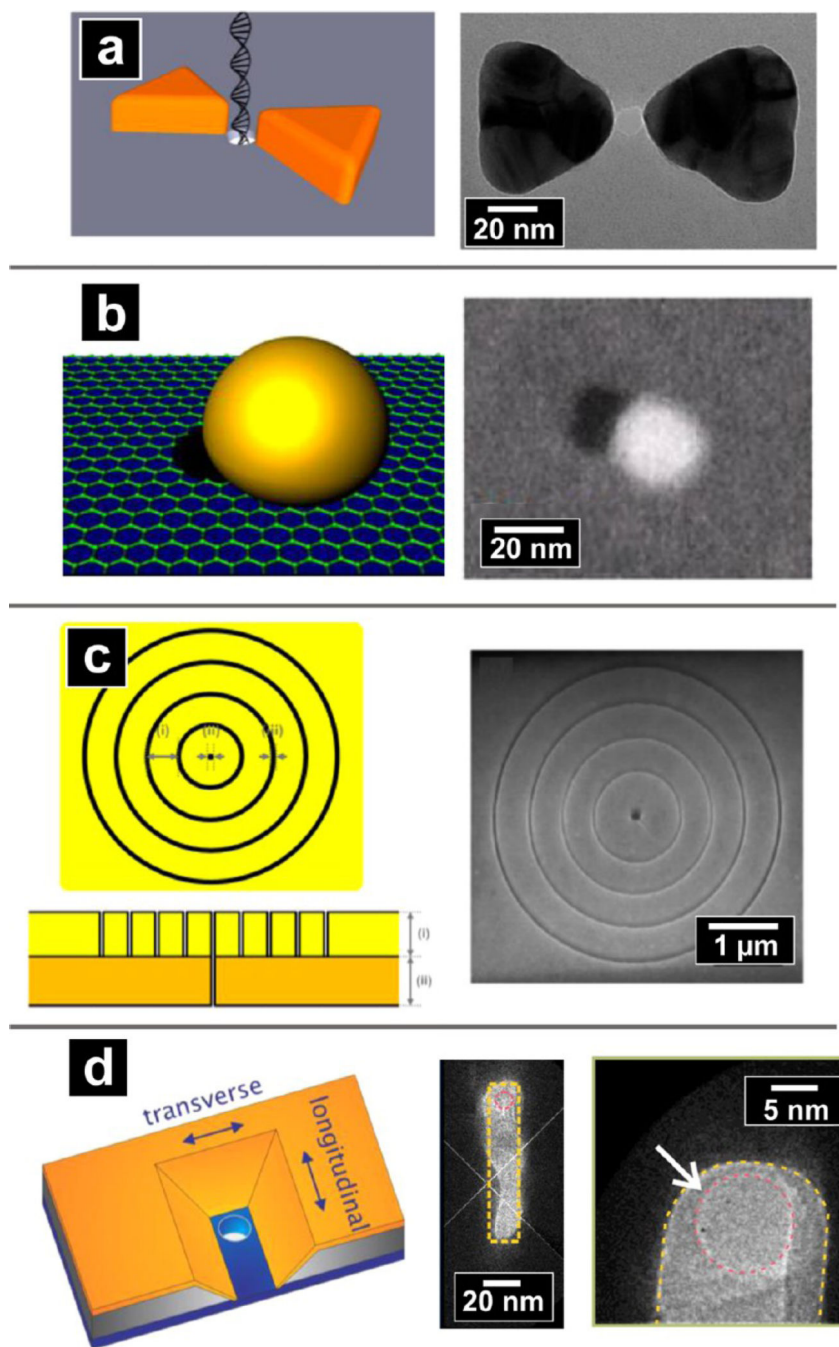 a
20 nm
b
20 nm
c
(i)
(ii)
(iii)
(i)
(ii)
1 µm
d
transverse
longitudinal
20 nm
5 nm